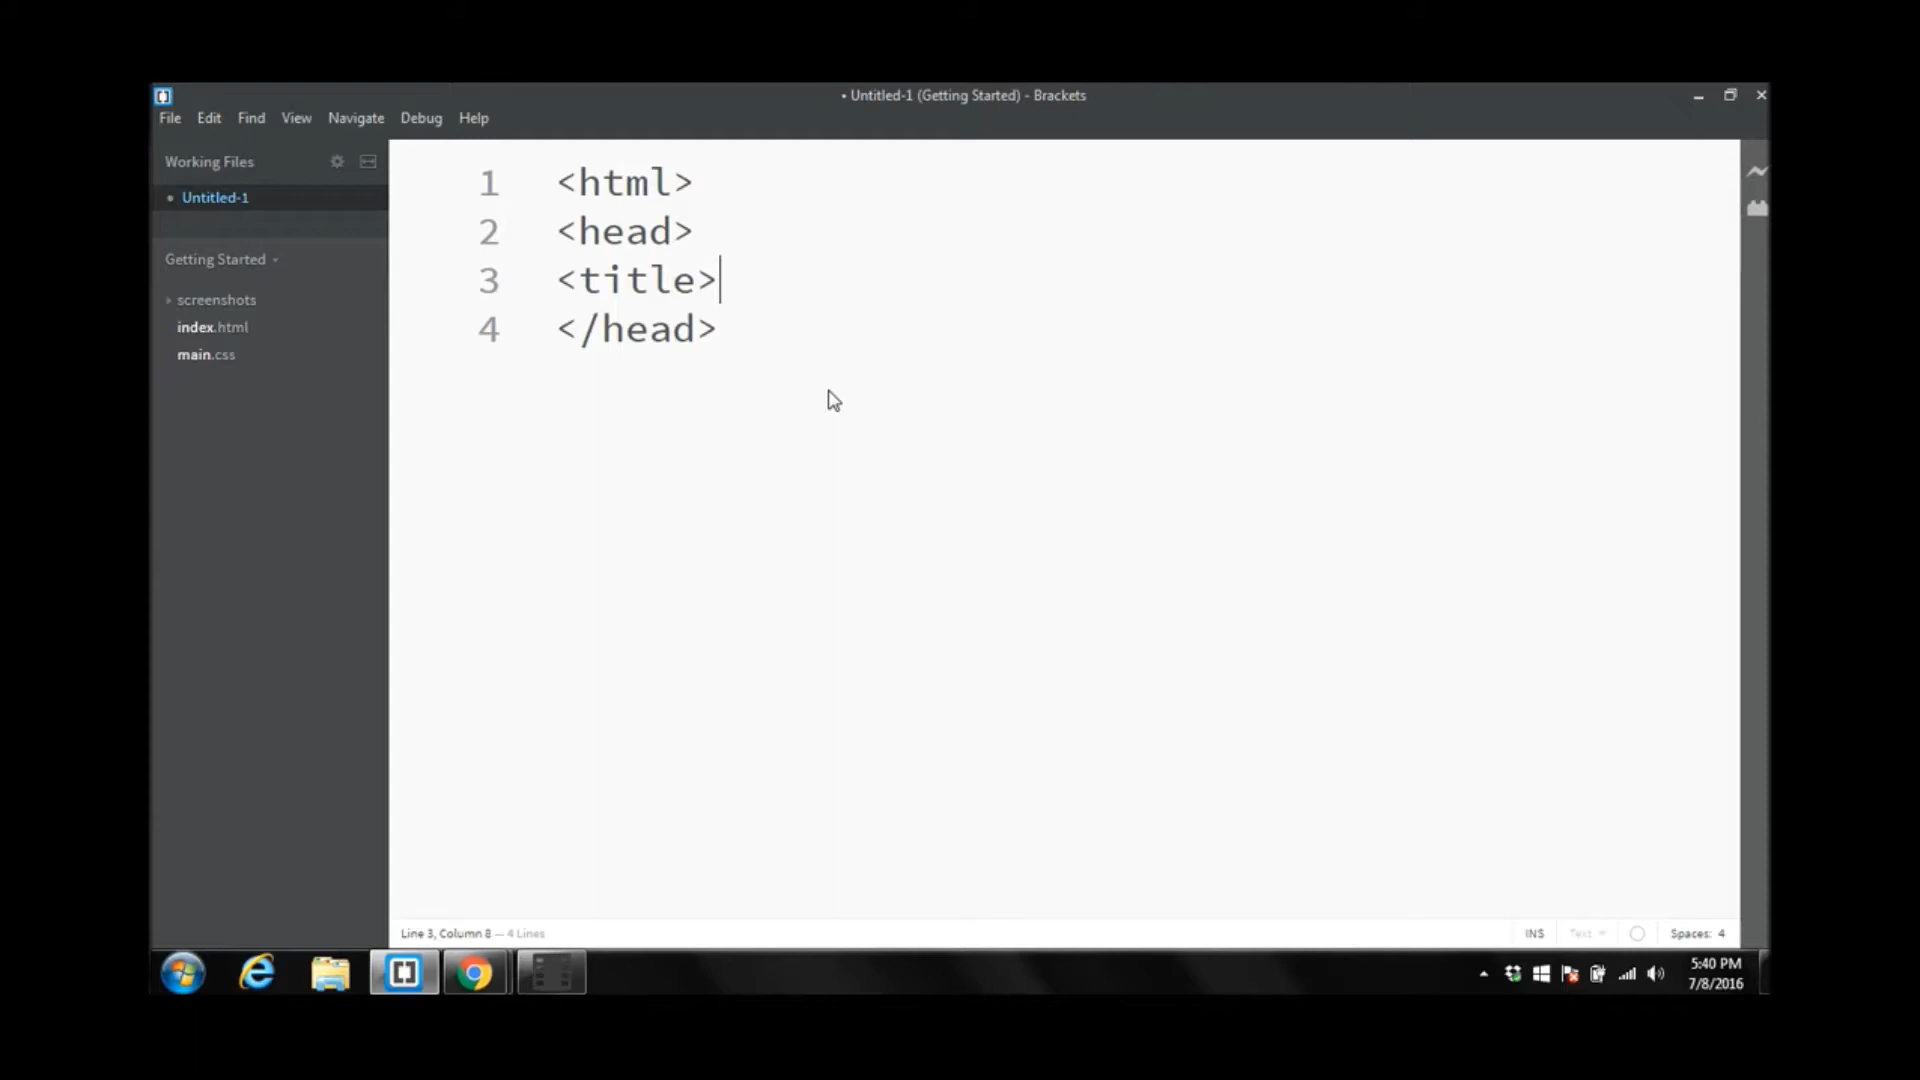 • Untitled-1 (Getting Started) - Brackets
File Edit Find View Navigate Debug Help
Working Files
• Untitled-1
Getting Started
screenshots
index.html
main.css
1 <html>
2 <head>
3 <title>
4 </head>
Line 3, Column 8 — 4 Lines
INS Text Spaces: 4
5:40 PM
7/8/2016